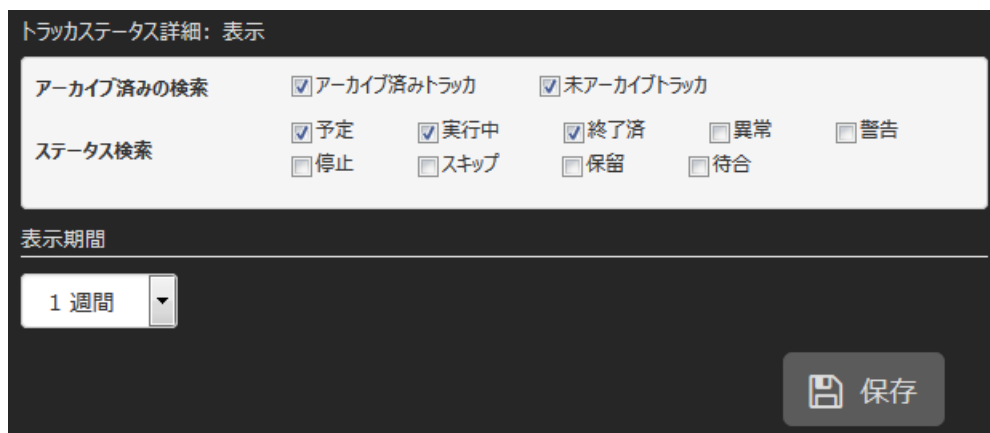 トラッカステータス詳細: 表示
アーカイブ済みの検索 アーカイブ済みトラッカ 未アーカイブトラッカ
ステータス検索 予定 実行中 終了済 異常 警告
停止 スキップ 保留 待合
表示期間
1 週間
保存